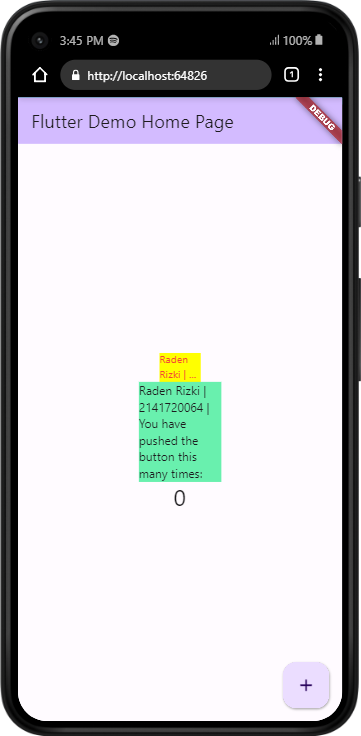 3:45 PM 100%
http://localhost:64826 1
Flutter Demo Home Page
DEBUG
Raden
Rizki | ...
Raden Rizki |
2141720064 |
You have
pushed the
button this
many times:
0
+